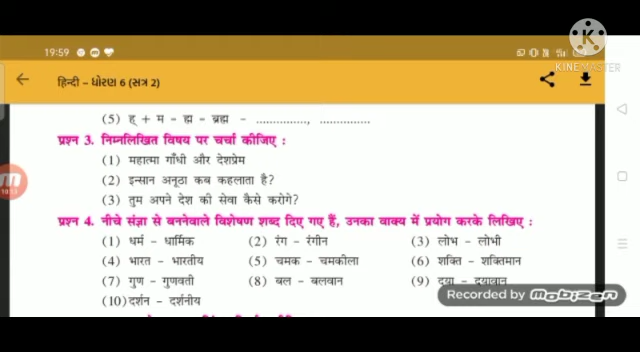 19:59
KINEMASTER
हिन्दी – ધોરણ 6 (સત્ર 2)
(5) ह् + म – ह्म – ब्रह्म – ..............., ...............
प्रश्न 3. निम्नलिखित विषय पर चर्चा कीजिए :
(1) महात्मा गाँधी और देशप्रेम
(2) इन्सान अनूठा कब कहलाता है?
(3) तुम अपने देश की सेवा कैसे करोगे?
प्रश्न 4. नीचे संज्ञा से बननेवाले विशेषण शब्द दिए गए हैं, उनका वाक्य में प्रयोग करके लिखिए :
(1) धर्म – धार्मिक (2) रंग – रंगीन (3) लोभ – लोभी
(4) भारत – भारतीय (5) चमक – चमकीला (6) शक्ति – शक्तिमान
(7) गुण – गुणवती (8) बल – बलवान (9) दया – दयावान
(10) दर्शन – दर्शनीय
Recorded by Mobizen